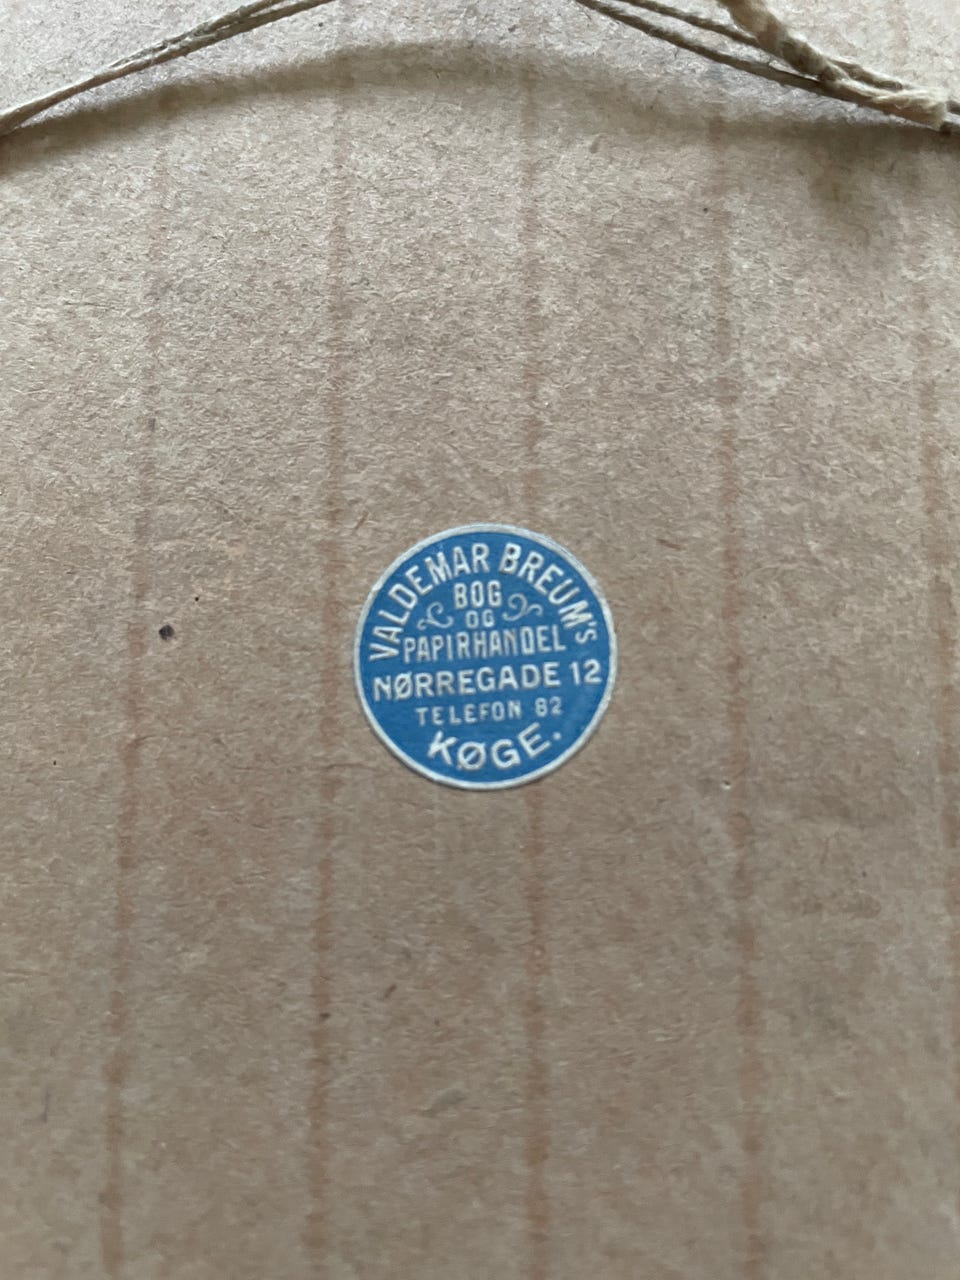 VALDEMAR BREUM'S
BOG
OG
PAPIRHANDEL
NØRREGADE 12
TELEFON 82
KØGE.